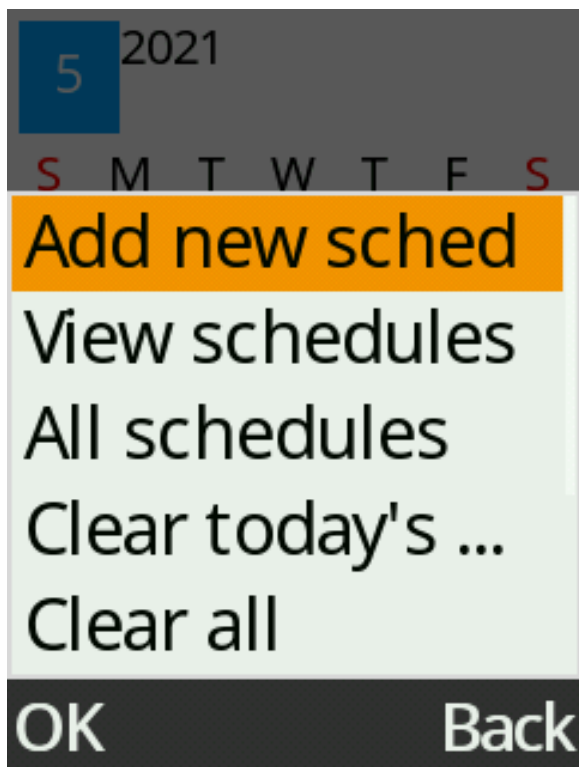 5 2021
S M T W T F S
Add new sched
View schedules
All schedules
Clear today's ...
Clear all
OK Back